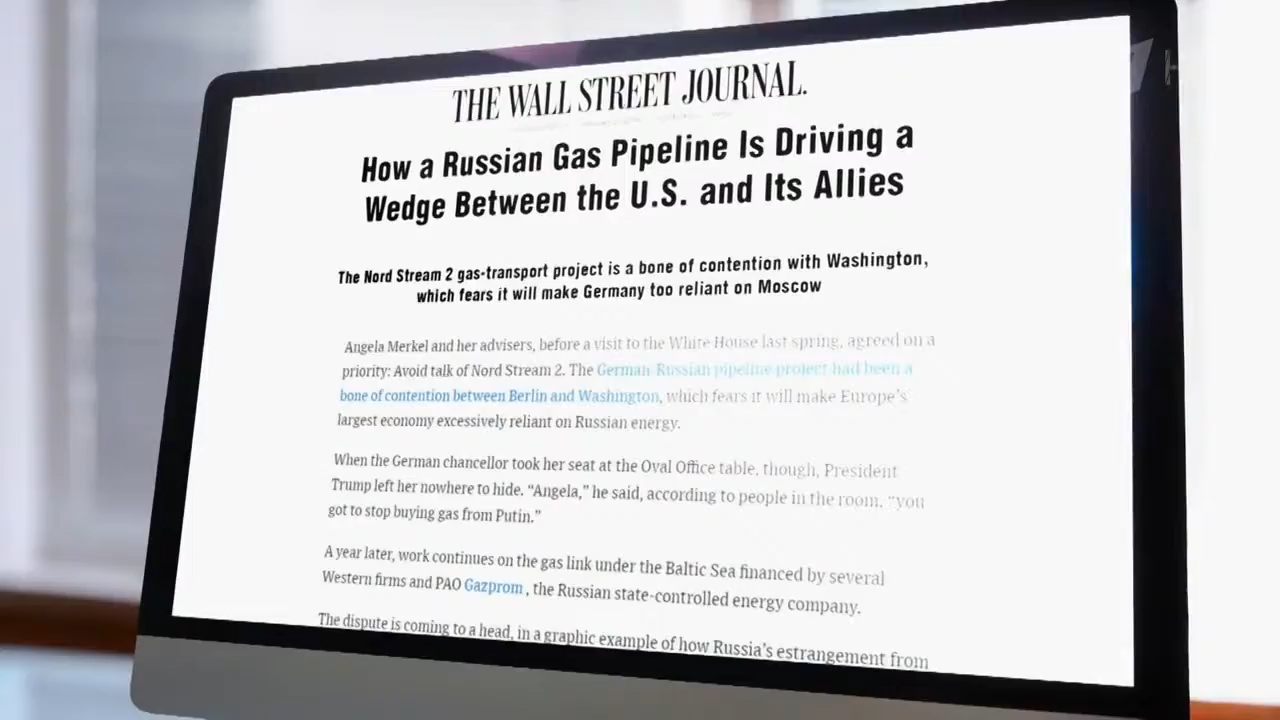 THE WALL STREET JOURNAL.
How a Russian Gas Pipeline Is Driving a
Wedge Between the U.S. and Its Allies
The Nord Stream 2 gas-transport project is a bone of contention with Washington,
which fears it will make Germany too reliant on Moscow
Angela Merkel and her advisers, before a visit to the White House last spring, agreed on a
priority: Avoid talk of Nord Stream 2. The German-Russian pipeline project had been a
bone of contention between Berlin and Washington, which fears it will make Europe's
largest economy excessively reliant on Russian energy.
When the German chancellor took her seat at the Oval Office table, though, President
Trump left her nowhere to hide. “Angela,” he said, according to people in the room, “you
got to stop buying gas from Putin.”
A year later, work continues on the gas link under the Baltic Sea financed by several
Western firms and PAO Gazprom , the Russian state-controlled energy company.
The dispute is coming to a head, in a graphic example of how Russia's estrangement from